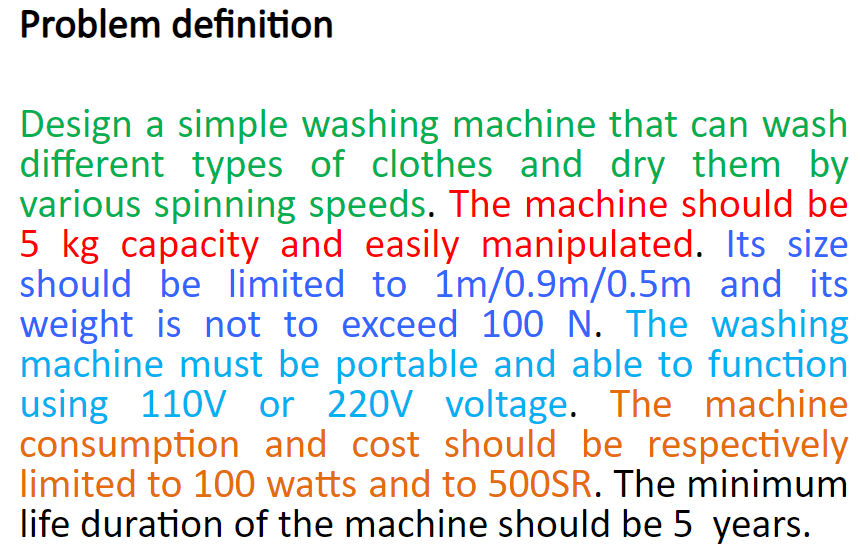 Problem definition
Design a simple washing machine that can wash
different types of clothes and dry them by
various spinning speeds. The machine should be
5 kg capacity and easily manipulated. Its size
should be limited to 1m/0.9m/0.5m and its
weight is not to exceed 100 N. The washing
machine must be portable and able to function
using 110V or 220V voltage. The machine
consumption and cost should be respectively
limited to 100 watts and to 500SR. The minimum
life duration of the machine should be 5 years.